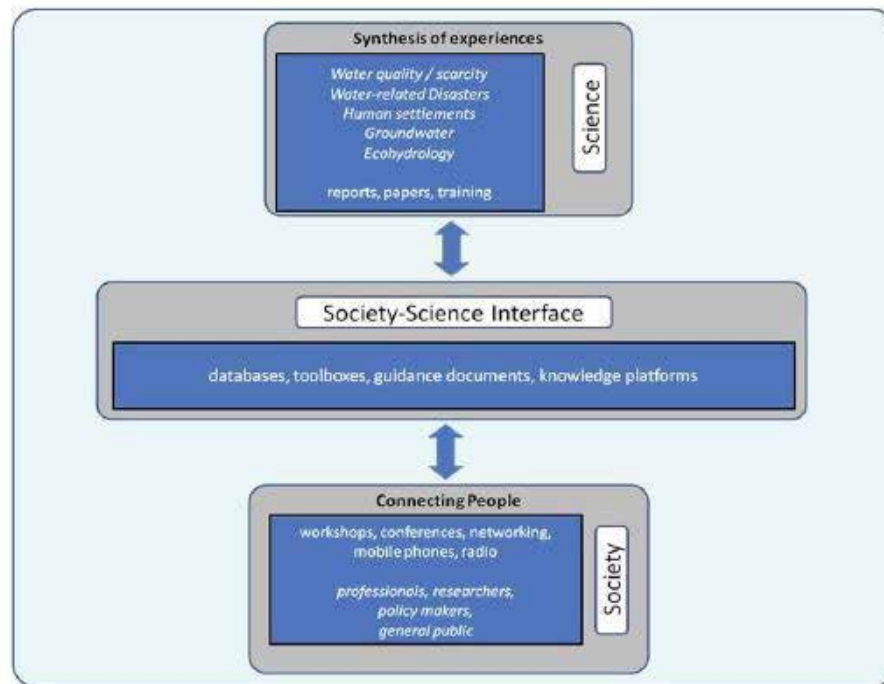 Synthesis of experiences
Water quality / scarcity
Water-related Disasters
Human settlements
Groundwater
Ecohydrology
reports, papers, training
Science
Society-Science Interface
databases, toolboxes, guidance documents, knowledge platforms
Connecting People
workshops, conferences, networking,
mobile phones, radio
professionals, researchers,
policy makers,
general public
Society